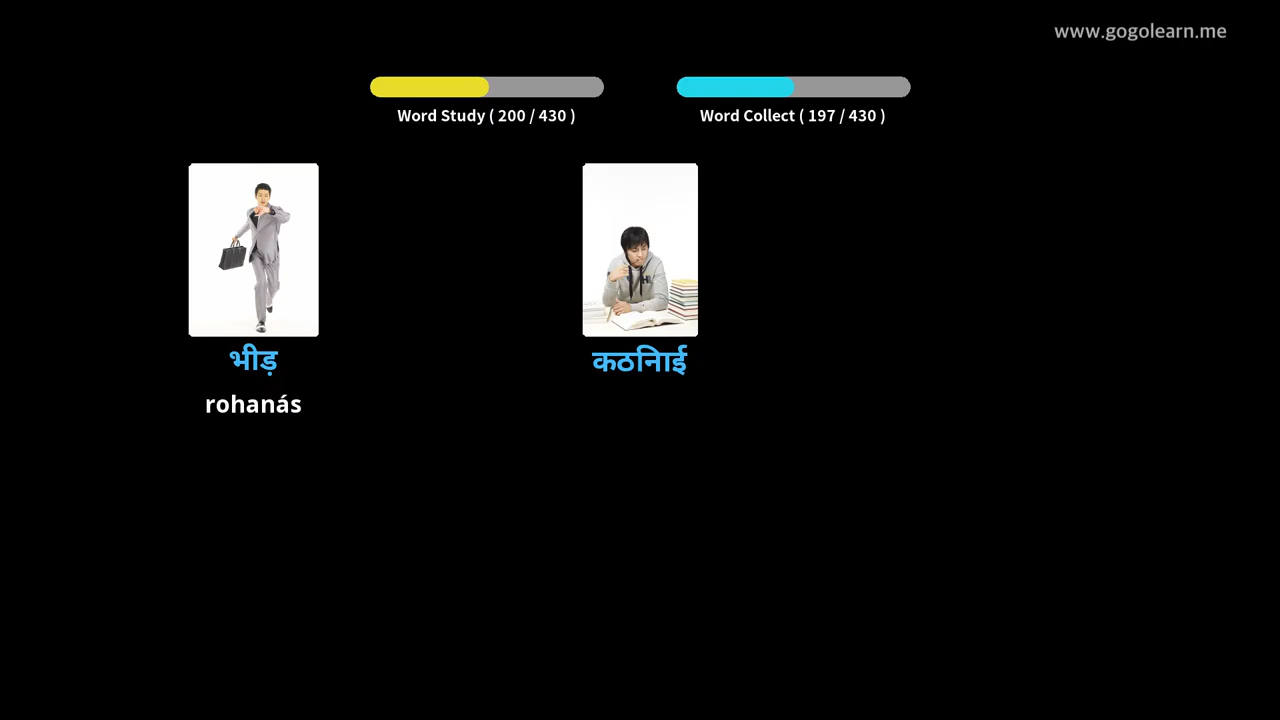 www.gogolearn.me
Word Study ( 200 / 430 )
Word Collect ( 197 / 430 )
भीड़
कठिनाई
rohanás